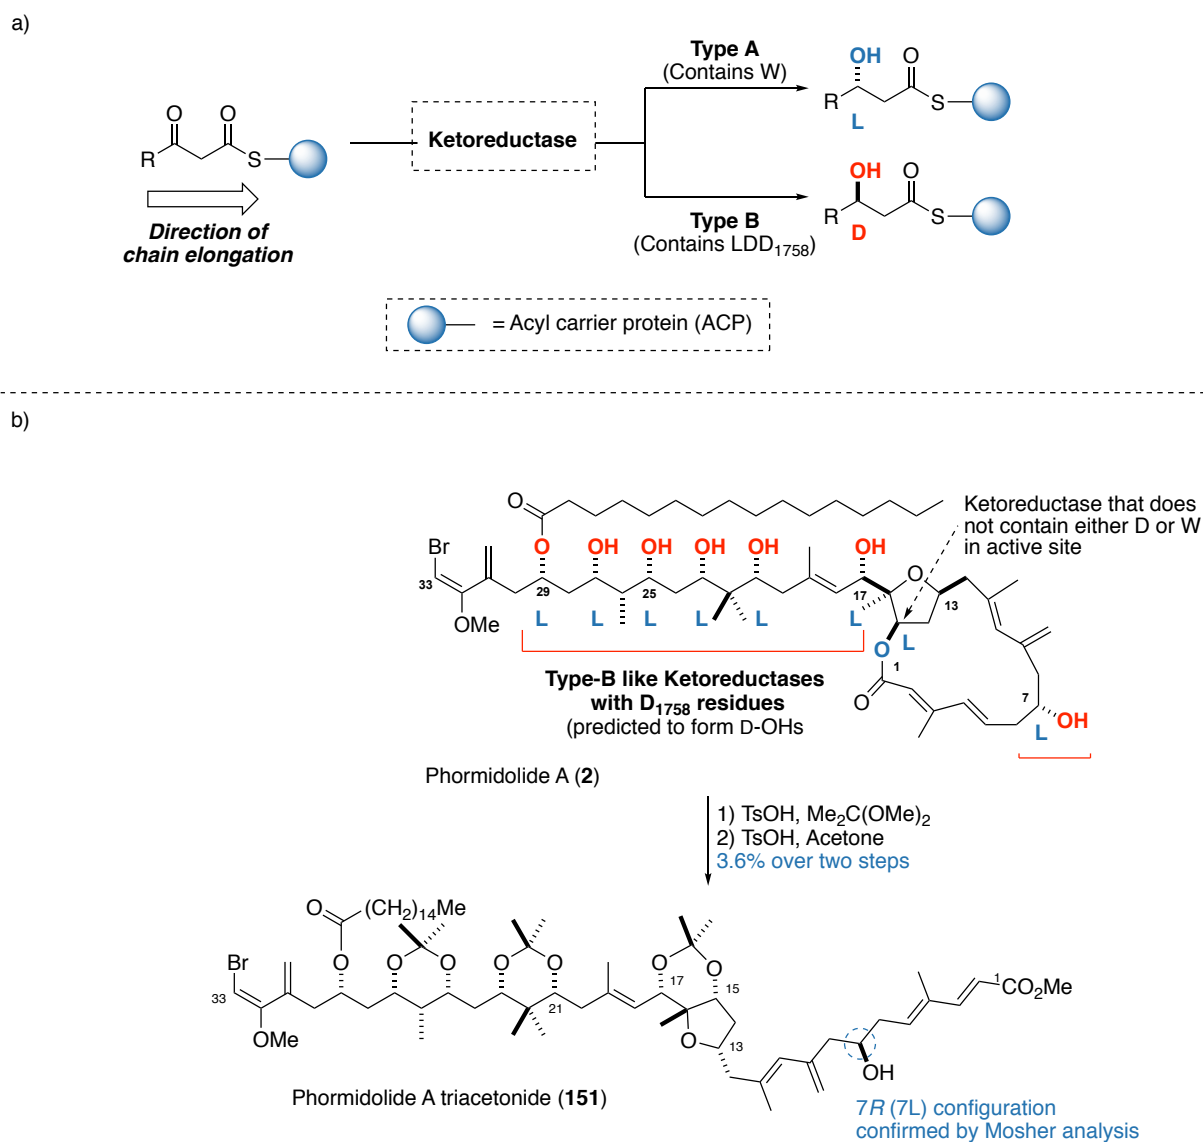 a)
Type A
(Contains W)
OH
O
R
S
L
O
O
R
S
Ketoreductase
Direction of
chain elongation
OH
O
R
S
D
Type B
(Contains LDD1758)
= Acyl carrier protein (ACP)
b)
O
Ketoreductase that does
not contain either D or W
in active site
Br
O
OH
OH
OH
OH
OH
O
33
29
25
17
13
OMe
L
L
L
L
L
L
L
O
1
O
7
OH
L
Type-B like Ketoreductases
with D1758 residues
(predicted to form D-OHs
Phormidolide A (2)
1) TsOH, Me2C(OMe)2
2) TsOH, Acetone
3.6% over two steps
O
(CH2)14Me
Br
O
O
O
O
O
O
O
33
17
15
1
CO2Me
21
OMe
O
13
OH
Phormidolide A triacetonide (151)
7R (7L) configuration
confirmed by Mosher analysis